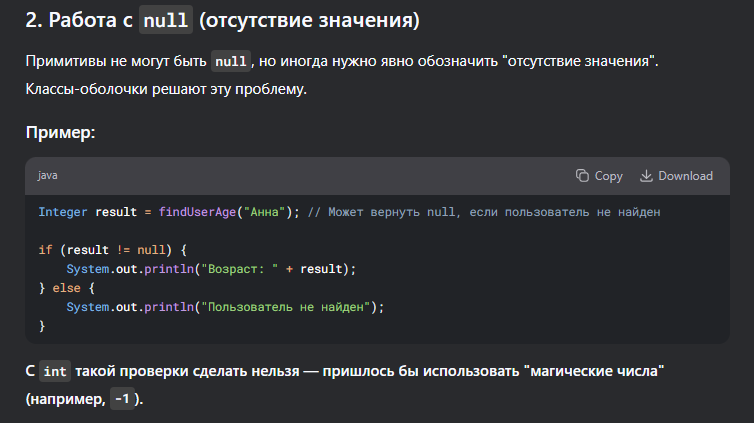 2. Работа с null (отсутствие значения)
Примитивы не могут быть null, но иногда нужно явно обозначить "отсутствие значения".
Классы-оболочки решают эту проблему.
Пример:
java Copy Download
Integer result = findUserAge("Анна"); // Может вернуть null, если пользователь не найден
if (result != null) {
    System.out.println("Возраст: " + result);
} else {
    System.out.println("Пользователь не найден");
}
С int такой проверки сделать нельзя — пришлось бы использовать "магические числа"
(например, -1).